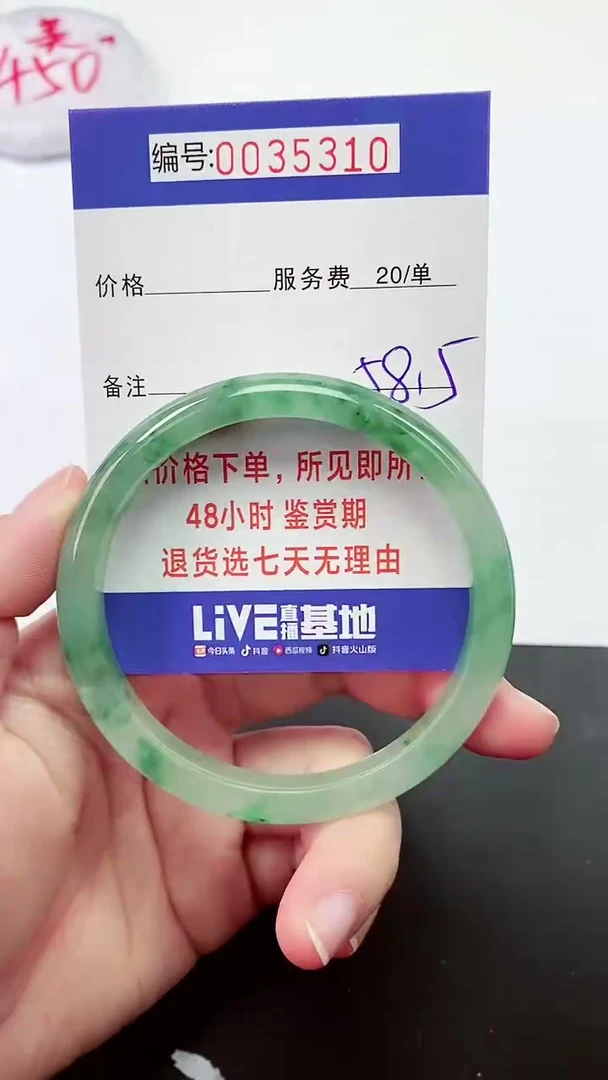 美
450
编号:0035310
价格 服务费 20/单
58.5
备注
价格下单，所见即所
48小时 鉴赏期
退货选七天无理由
LiVE直播基地
今日头条 抖音 西瓜视频 抖音火山版